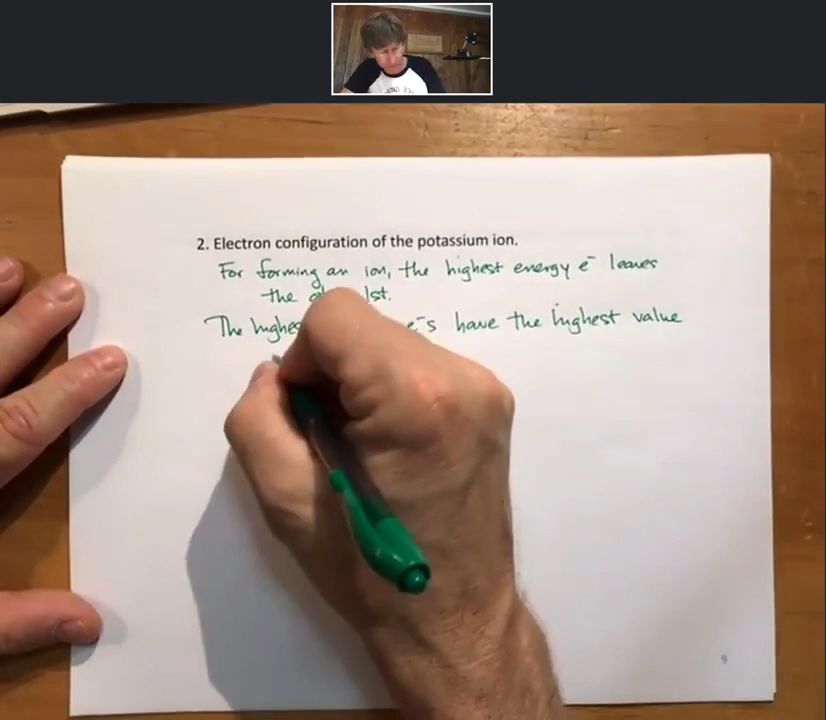 2. Electron configuration of the potassium ion.
For forming an ion, the highest energy e⁻ leaves
the 1st.
The e⁻s have the highest value
9